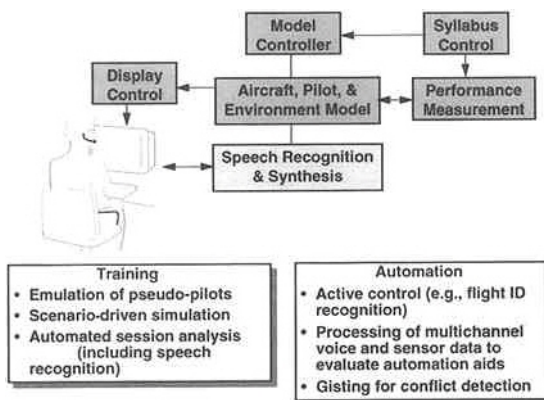 Model
Controller
Syllabus
Control
Display
Control
Aircraft, Pilot, &
Environment Model
Performance
Measurement
Speech Recognition
& Synthesis
Training
• Emulation of pseudo-pilots
• Scenario-driven simulation
• Automated session analysis
(including speech
recognition)
Automation
• Active control (e.g., flight ID
recognition)
• Processing of multichannel
voice and sensor data to
evaluate automation aids
• Gisting for conflict detection